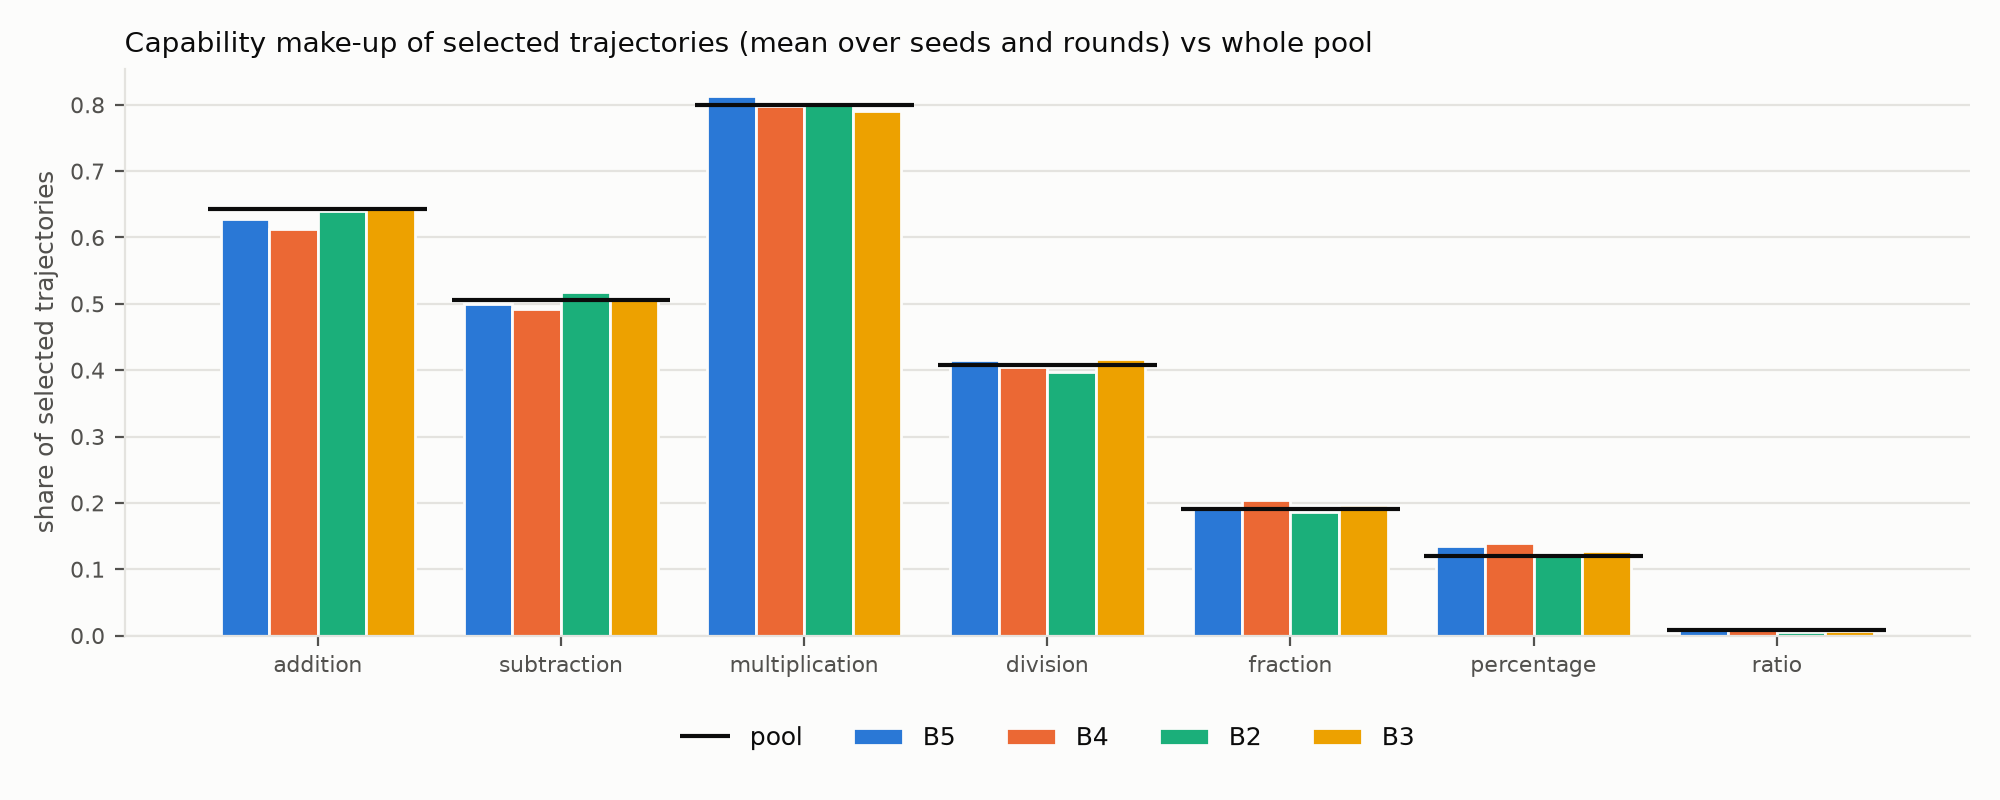 Capability make-up of selected trajectories (mean over seeds and rounds) vs whole pool
share of selected trajectories
0.8
0.7
0.6
0.5
0.4
0.3
0.2
0.1
0.0
addition subtraction multiplication division fraction percentage ratio
pool B5 B4 B2 B3